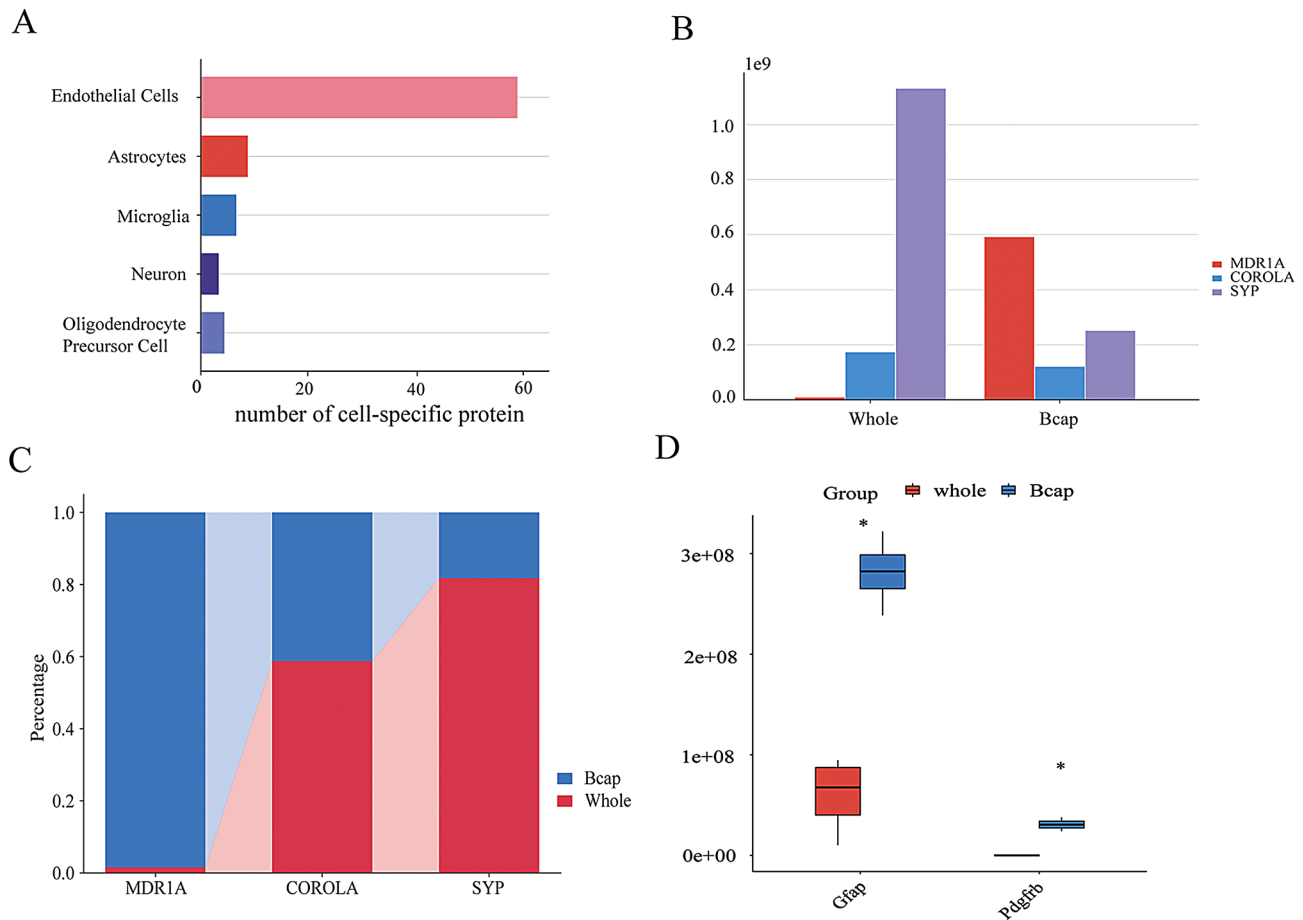 A
Endothelial Cells
Astrocytes
Microglia
Neuron
Oligodendrocyte
Precursor Cell
0 20 40 60
number of cell-specific protein
B
1e9
1.0
0.8
0.6
0.4
0.2
0.0
Whole Bcap
MDR1A
COROLA
SYP
C
Percentage
1.0
0.8
0.6
0.4
0.2
0.0
MDR1A COROLA SYP
Bcap
Whole
D
Group whole Bcap
*
3e+08
2e+08
1e+08
*
0e+00
Gfap Pdgfrb